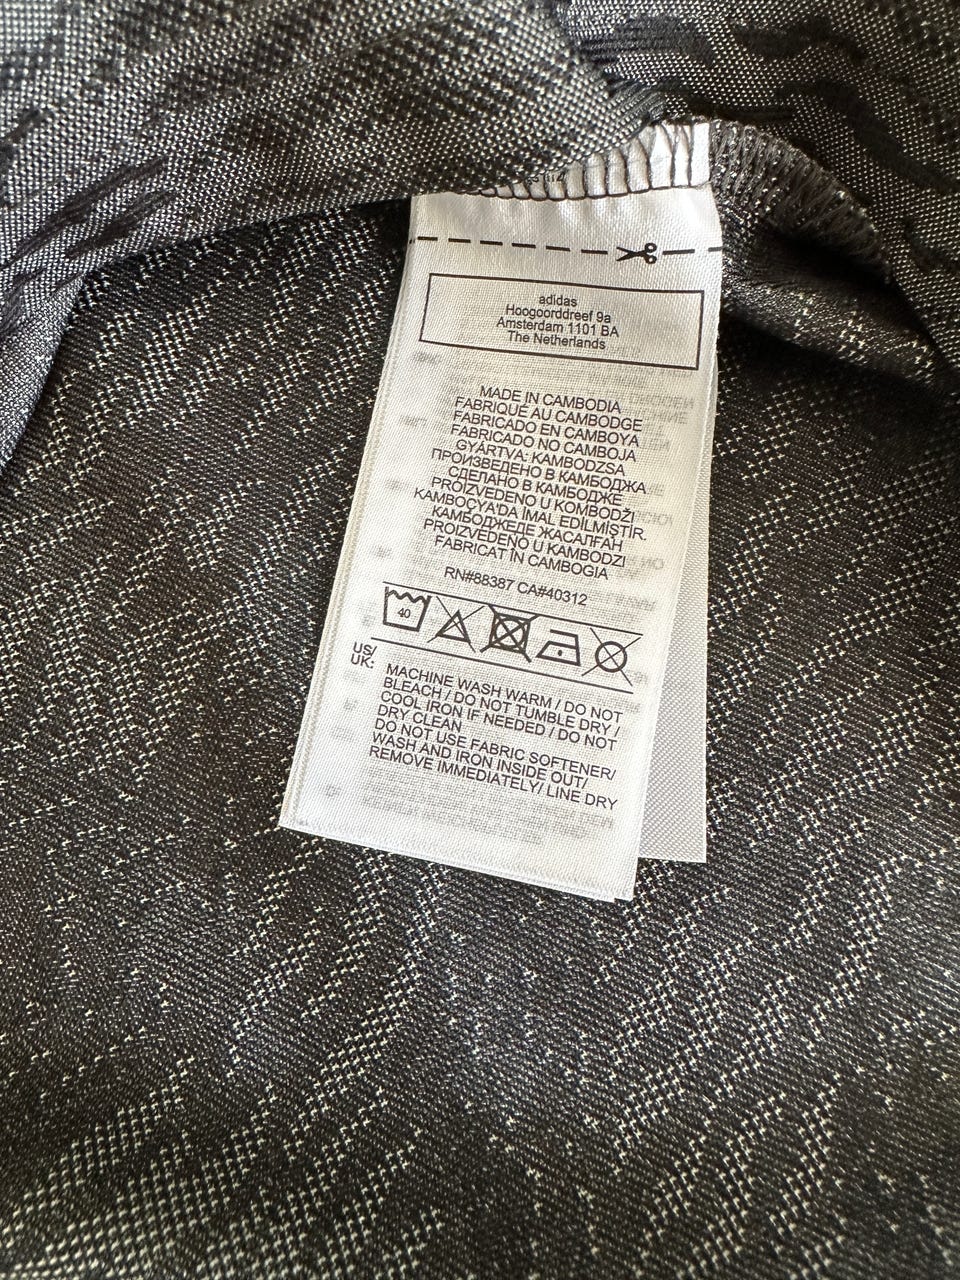 adidas
Hoogoorddreef 9a
Amsterdam 1101 BA
The Netherlands
MADE IN CAMBODIA
FABRIQUÉ AU CAMBODGE
FABRICADO EN CAMBOYA
FABRICADO NO CAMBOJA
GYÁRTVA: KAMBODZSA
ПРОИЗВЕДЕНО В КАМБОДЖА
СДЕЛАНО В КАМБОДЖЕ
PROIZVEDENO U KOMBODŽI
KAMBOÇYA'DA İMAL EDİLMİŞTİR.
КАМБОДЖЕДЕ ЖАСАЛҒАН
PROIZVEDENO U KAMBODZI
FABRICAT ÎN CAMBOGIA
RN#88387 CA#40312
40
US/
UK:
MACHINE WASH WARM / DO NOT
BLEACH / DO NOT TUMBLE DRY /
COOL IRON IF NEEDED / DO NOT
DRY CLEAN
DO NOT USE FABRIC SOFTENER/
WASH AND IRON INSIDE OUT/
REMOVE IMMEDIATELY/ LINE DRY